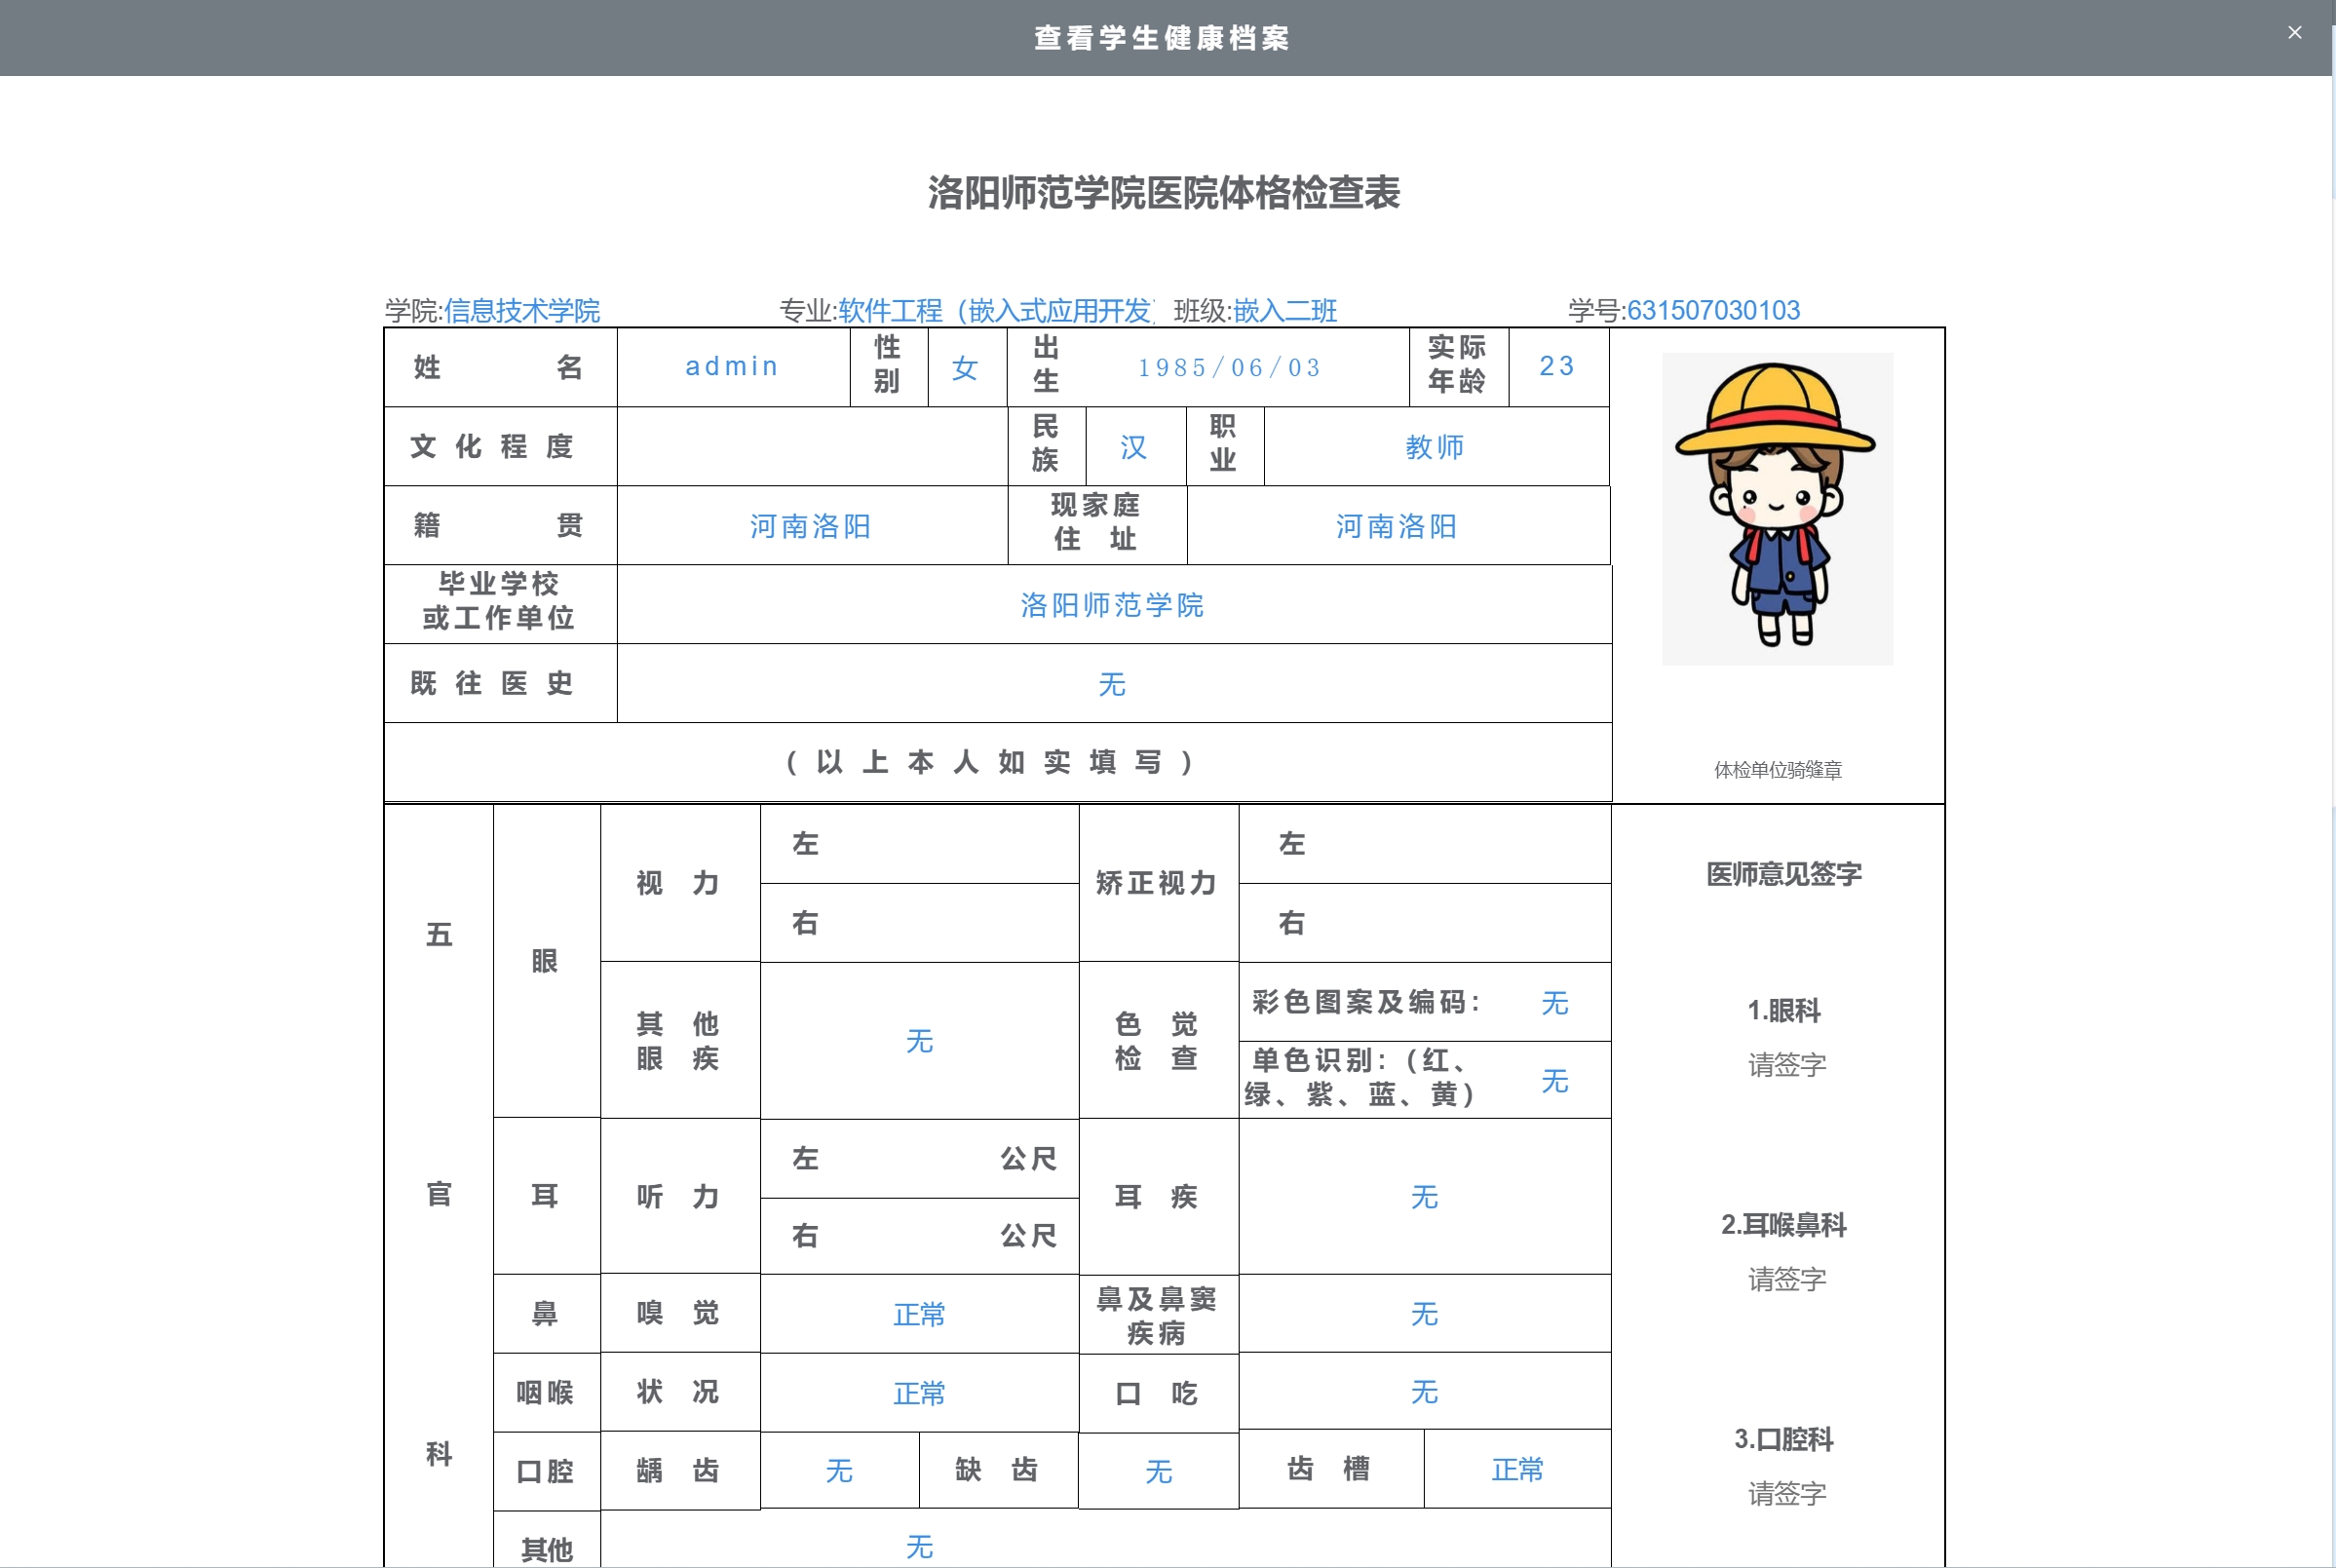 查看学生健康档案
×
洛阳师范学院医院体格检查表
学院:信息技术学院 专业:软件工程（嵌入式应用开发） 班级:嵌入二班 学号:631507030103
姓 名 admin 性别 女 出生 1985/06/03 实际年龄 23
文 化 程 度 民族 汉 职业 教师
籍 贯 河南洛阳 现家庭住 址 河南洛阳
毕业学校
或工作单位 洛阳师范学院
既 往 医 史 无
( 以 上 本 人 如 实 填 写 )
体检单位骑缝章
五
官
科
眼
视 力
左
右
矫正视力
左
右
医师意见签字
其 他
眼 疾
无
色 觉
检 查
彩色图案及编码： 无
单色识别：（红、
绿、紫、蓝、黄） 无
1.眼科
请签字
耳
听 力
左 公尺
右 公尺
耳 疾
无
2.耳喉鼻科
请签字
鼻 嗅 觉 正常 鼻及鼻窦
疾病 无
咽喉 状 况 正常 口 吃 无
3.口腔科
请签字
口腔 龋 齿 无 缺 齿 无 齿 槽 正常
其他 无